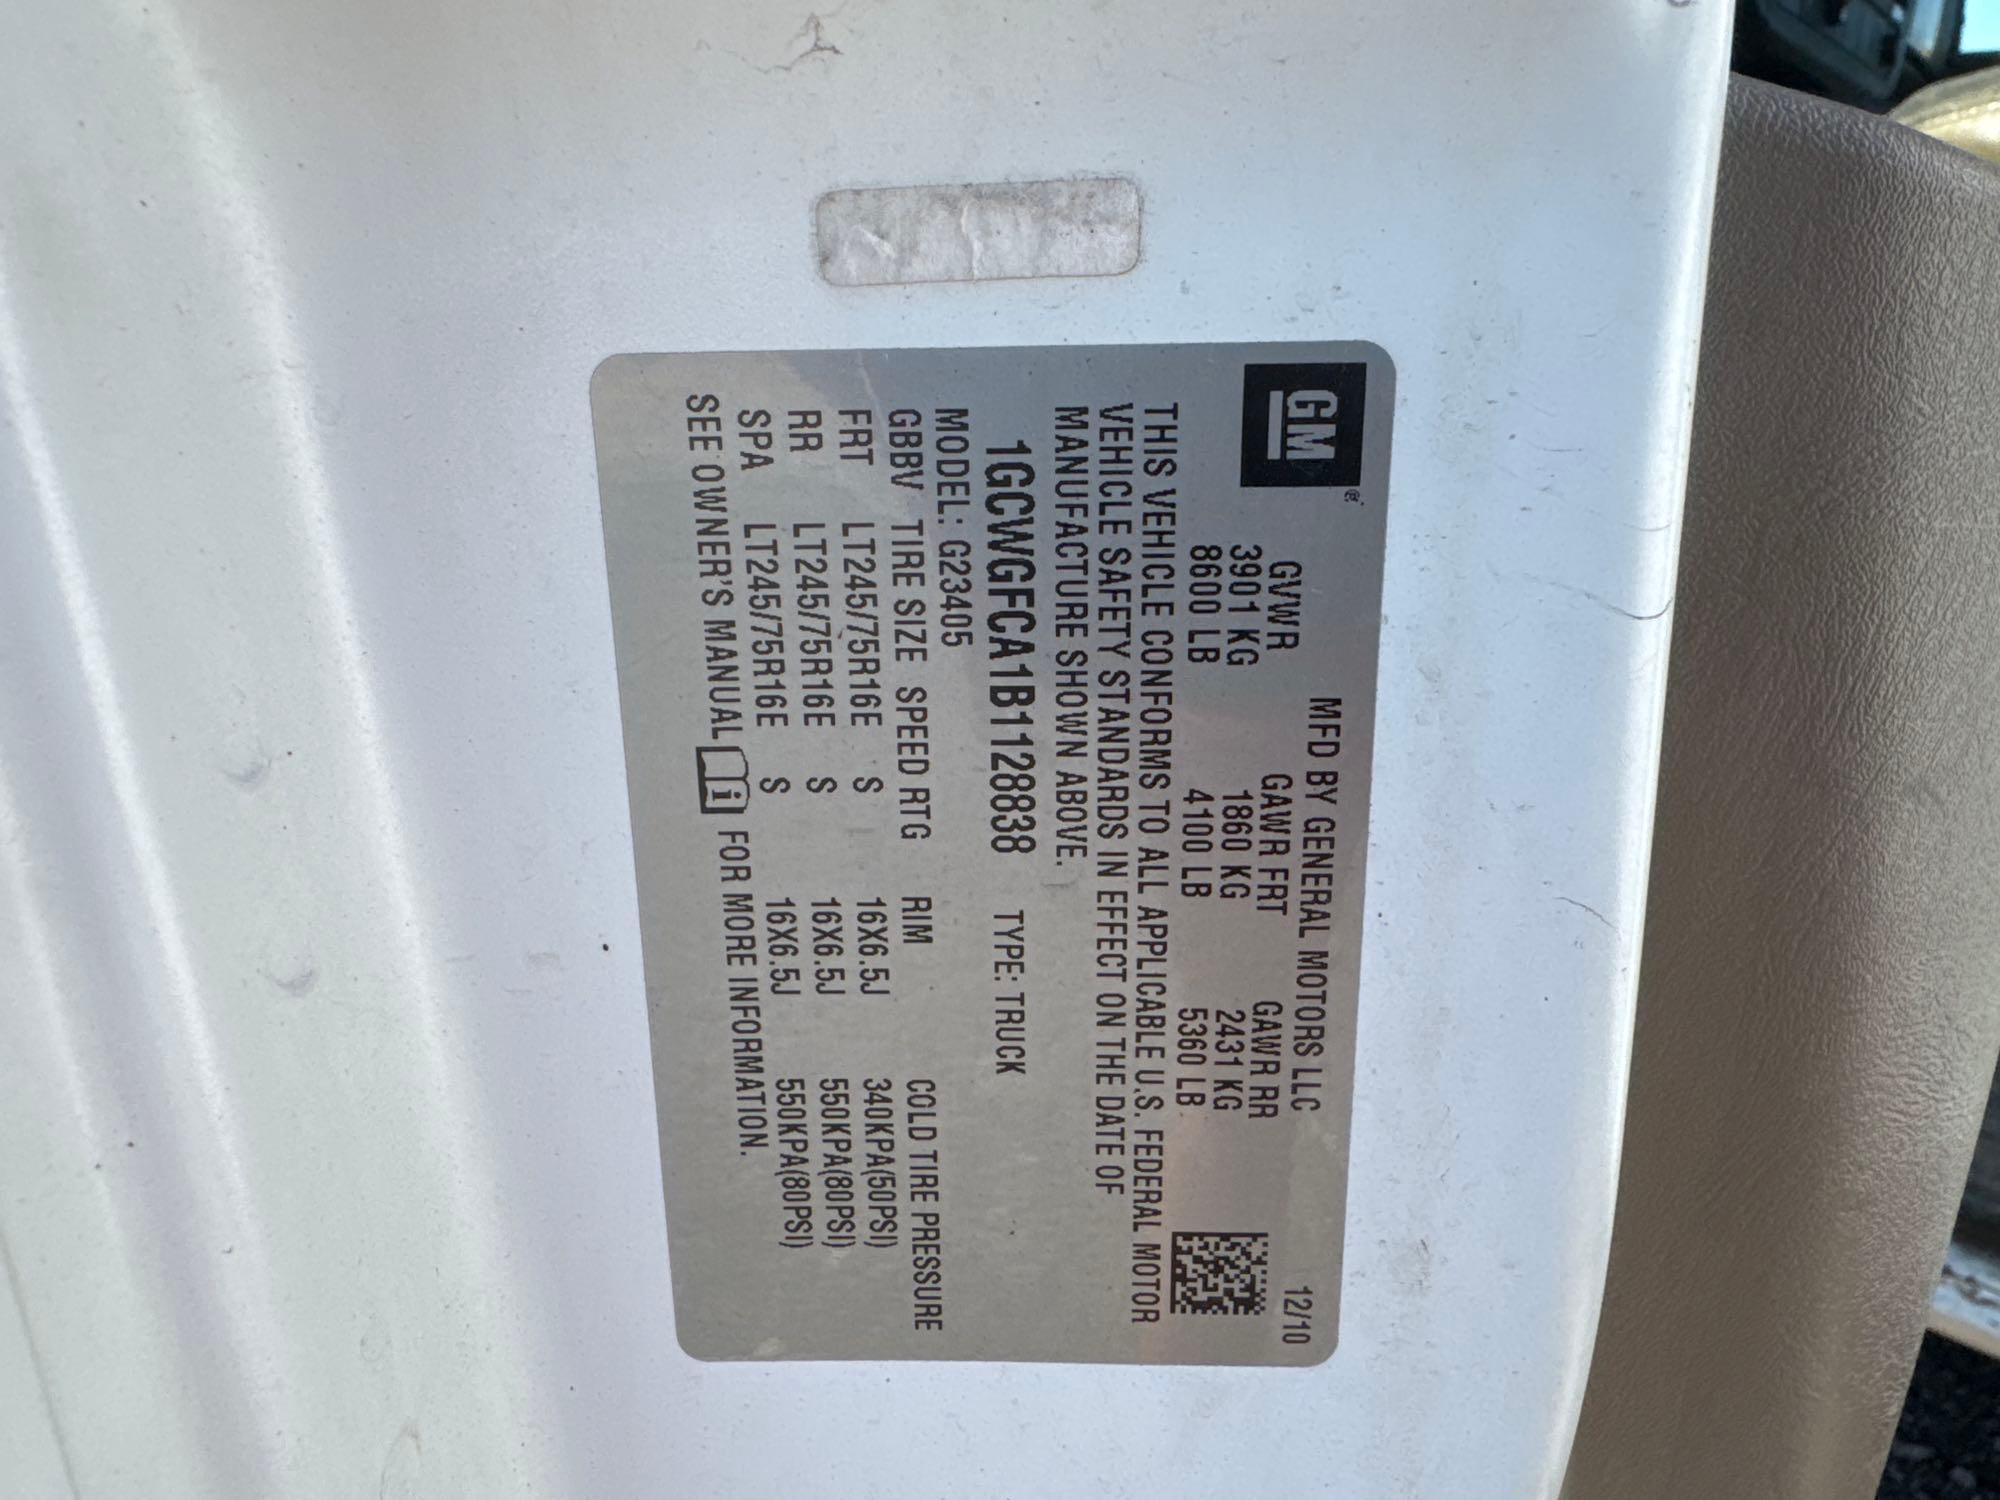 GM®
MFD BY GENERAL MOTORS LLC 12/10
GVWR GAWR FRT GAWR RR
3901 KG 1860 KG 2431 KG
8600 LB 4100 LB 5360 LB
THIS VEHICLE CONFORMS TO ALL APPLICABLE U.S. FEDERAL MOTOR
VEHICLE SAFETY STANDARDS IN EFFECT ON THE DATE OF
MANUFACTURE SHOWN ABOVE.
1GCWGFCA1B1128838 TYPE: TRUCK
MODEL: G23405
GBBV TIRE SIZE SPEED RTG RIM COLD TIRE PRESSURE
FRT LT245/75R16E S 16X6.5J 340KPA(50PSI)
RR LT245/75R16E S 16X6.5J 550KPA(80PSI)
SPA LT245/75R16E S 16X6.5J 550KPA(80PSI)
SEE OWNER'S MANUAL i FOR MORE INFORMATION.